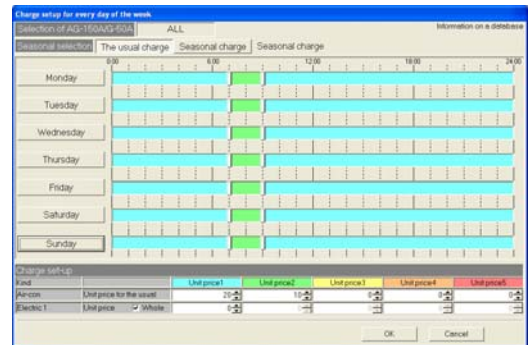 Charge setup for every day of the week
Selection of AG-150A/G-50A ALL Information on a database
Seasonal selection The usual charge Seasonal charge Seasonal charge
0:00 6:00 12:00 18:00 24:00
Monday
Tuesday
Wednesday
Thursday
Friday
Saturday
Sunday
Charge set-up
Kind Unit price1 Unit price2 Unit price3 Unit price4 Unit price5
Air-con Unit price for the usual 20 10 0 0 0
Electric 1 Unit price Whole 0 0 0 0 0
OK Cancel